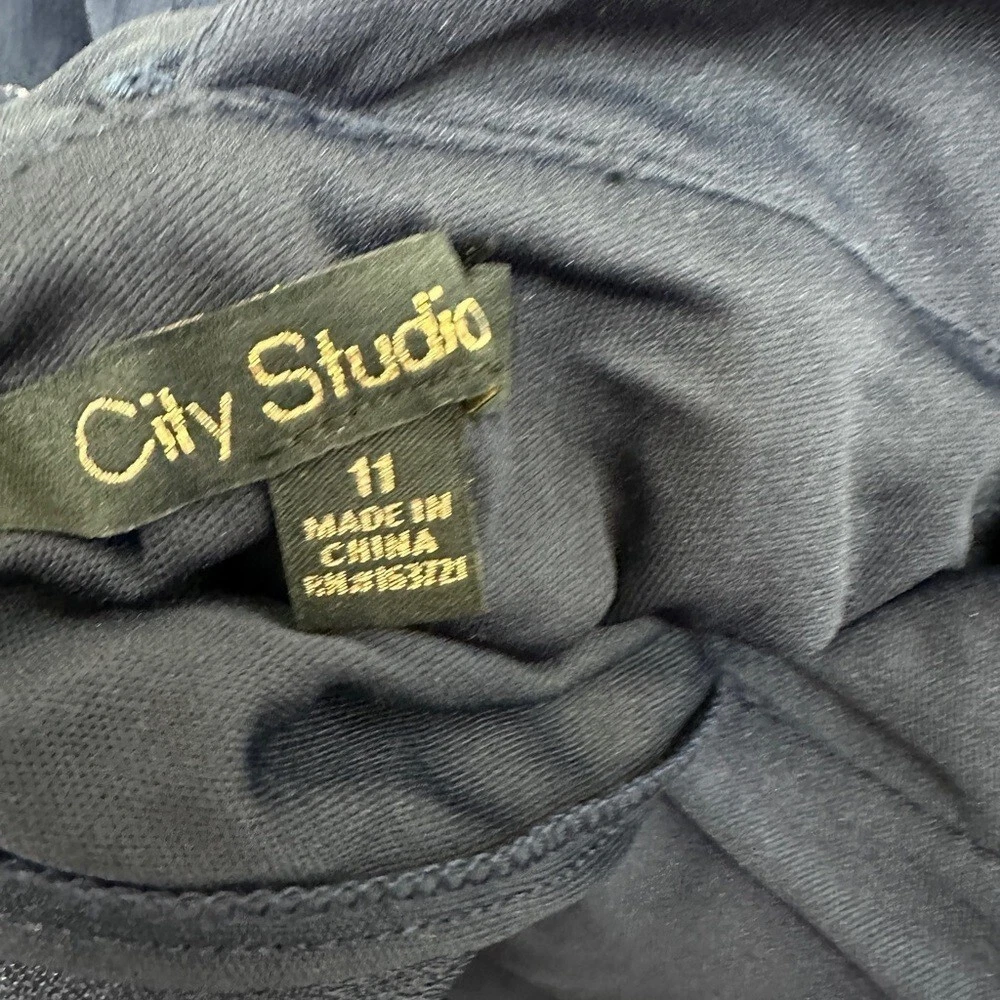 City Studio
11
MADE IN
CHINA
RN#163721